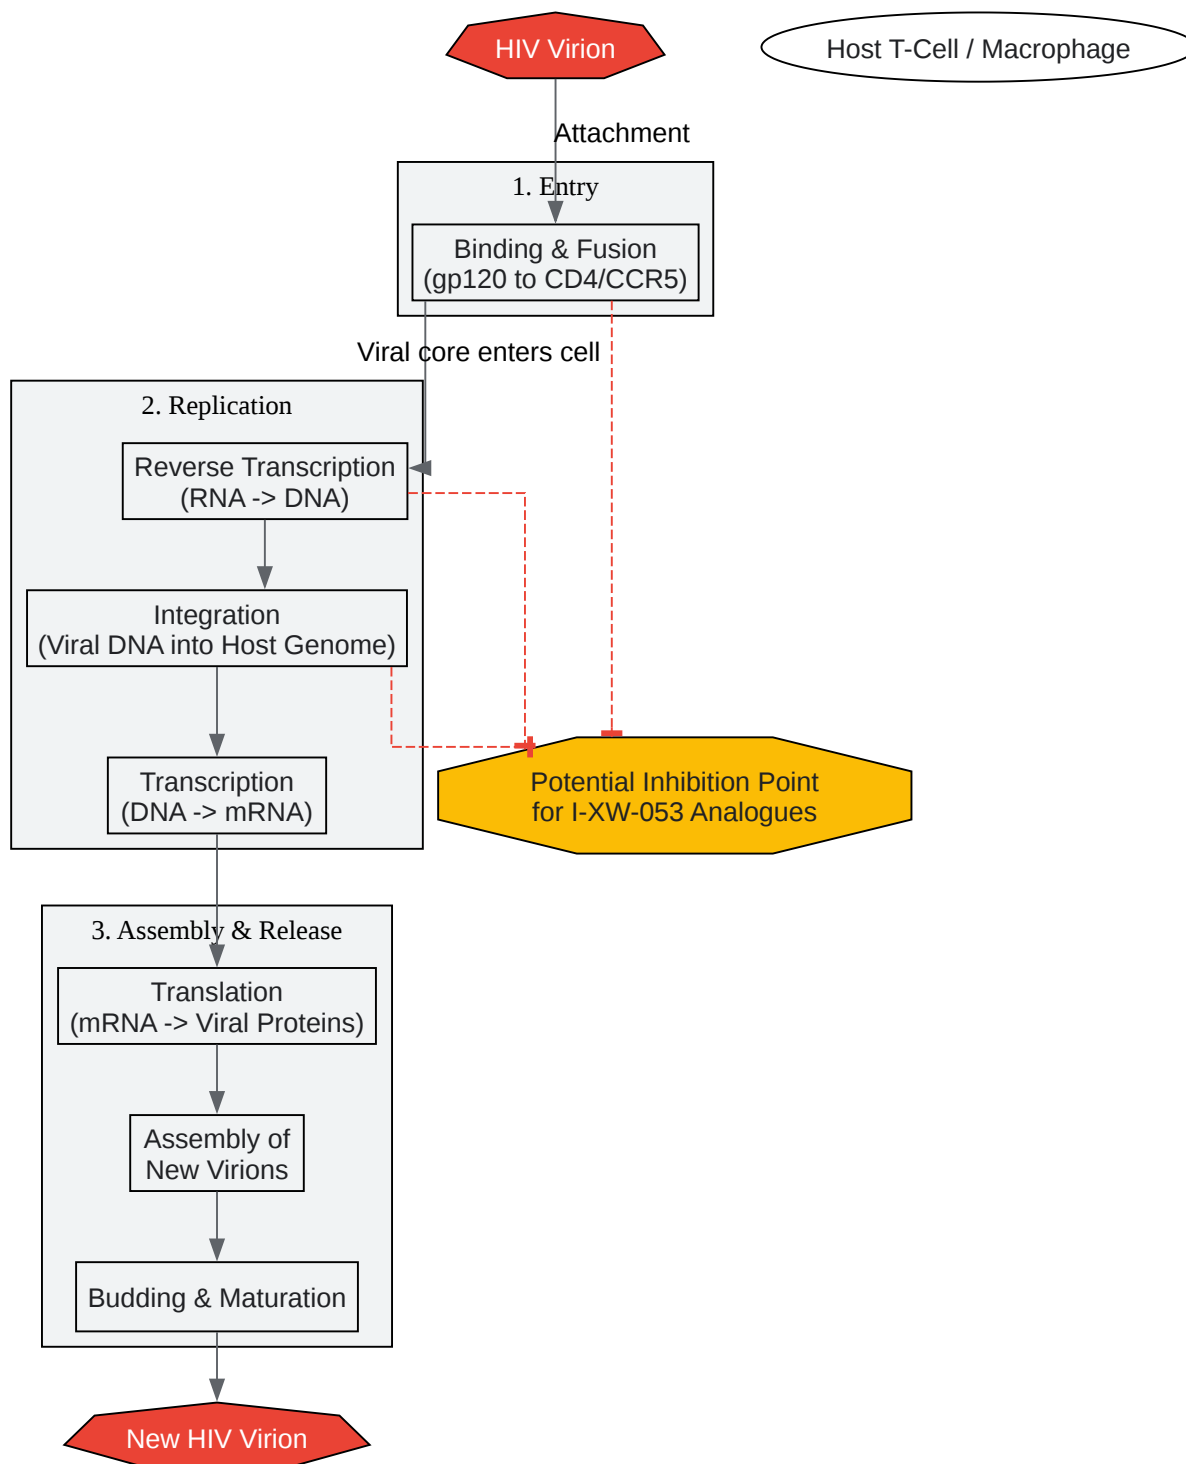 HIV Virion
Host T-Cell / Macrophage
Attachment
1. Entry
Binding & Fusion
(gp120 to CD4/CCR5)
Viral core enters cell
2. Replication
Reverse Transcription
(RNA -> DNA)
Integration
(Viral DNA into Host Genome)
Transcription
(DNA -> mRNA)
Potential Inhibition Point
for I-XW-053 Analogues
3. Assembly & Release
Translation
(mRNA -> Viral Proteins)
Assembly of
New Virions
Budding & Maturation
New HIV Virion